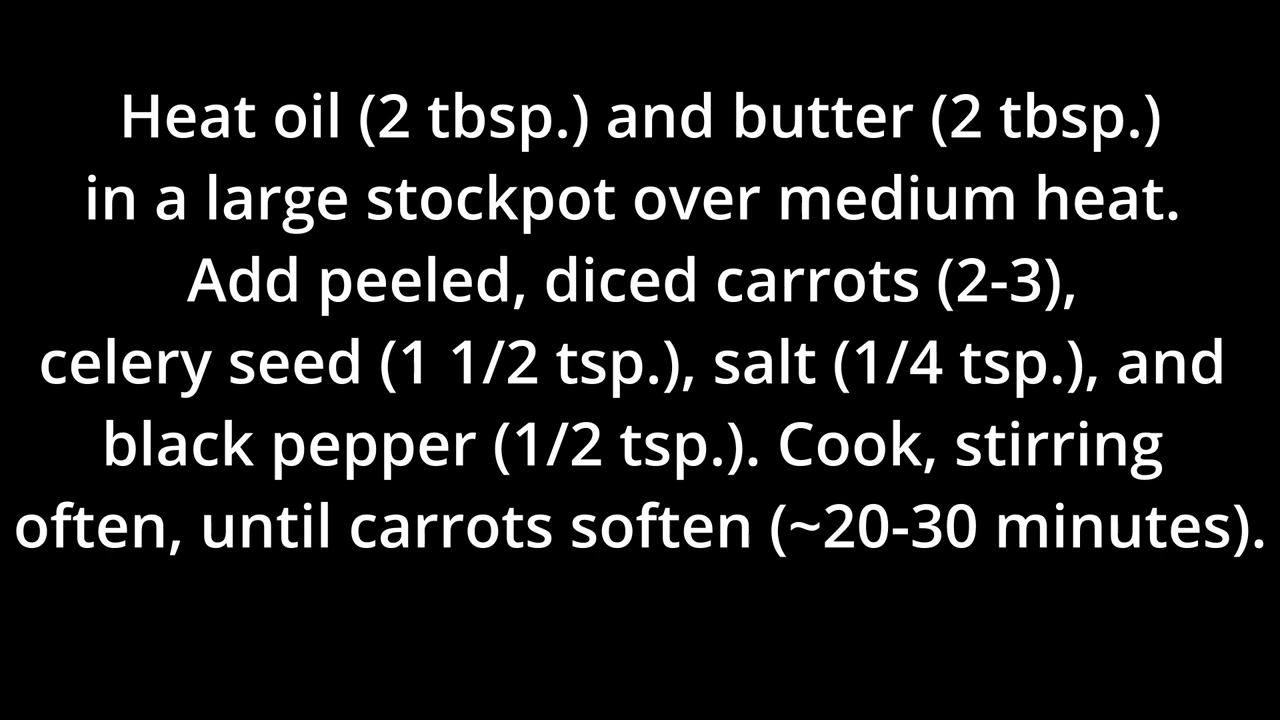 Heat oil (2 tbsp.) and butter (2 tbsp.)
in a large stockpot over medium heat.
Add peeled, diced carrots (2-3),
celery seed (1 1/2 tsp.), salt (1/4 tsp.), and
black pepper (1/2 tsp.). Cook, stirring
often, until carrots soften (~20-30 minutes).